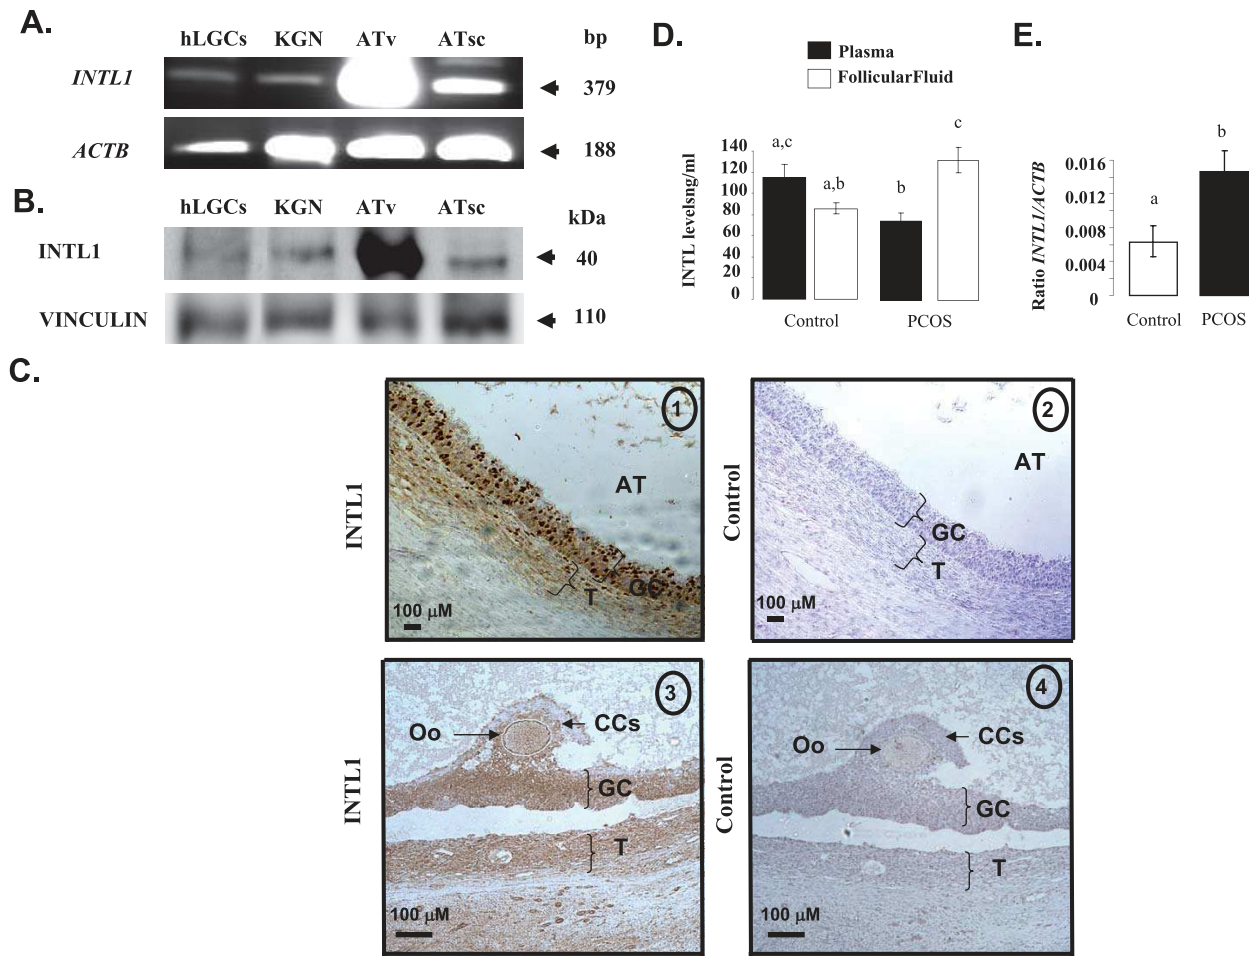 A.
hLGCs KGN ATv ATsc bp
INTL1 379
ACTB 188
B.
hLGCs KGN ATv ATsc kDa
INTL1 40
VINCULIN 110
D.
Plasma
FollicularFluid
INTL levelsng/ml
140
120
100
80
60
40
20
0
a,c
a,b
b
c
Control PCOS
E.
Ratio INTL1/ACTB
0.016
0.012
0.008
0.004
0
a
b
Control PCOS
C.
INTL1
1
AT
GC
T
100 µM
Control
2
AT
GC
T
100 µM
INTL1
3
Oo
CCs
GC
T
100 µM
Control
4
Oo
CCs
GC
T
100 µM